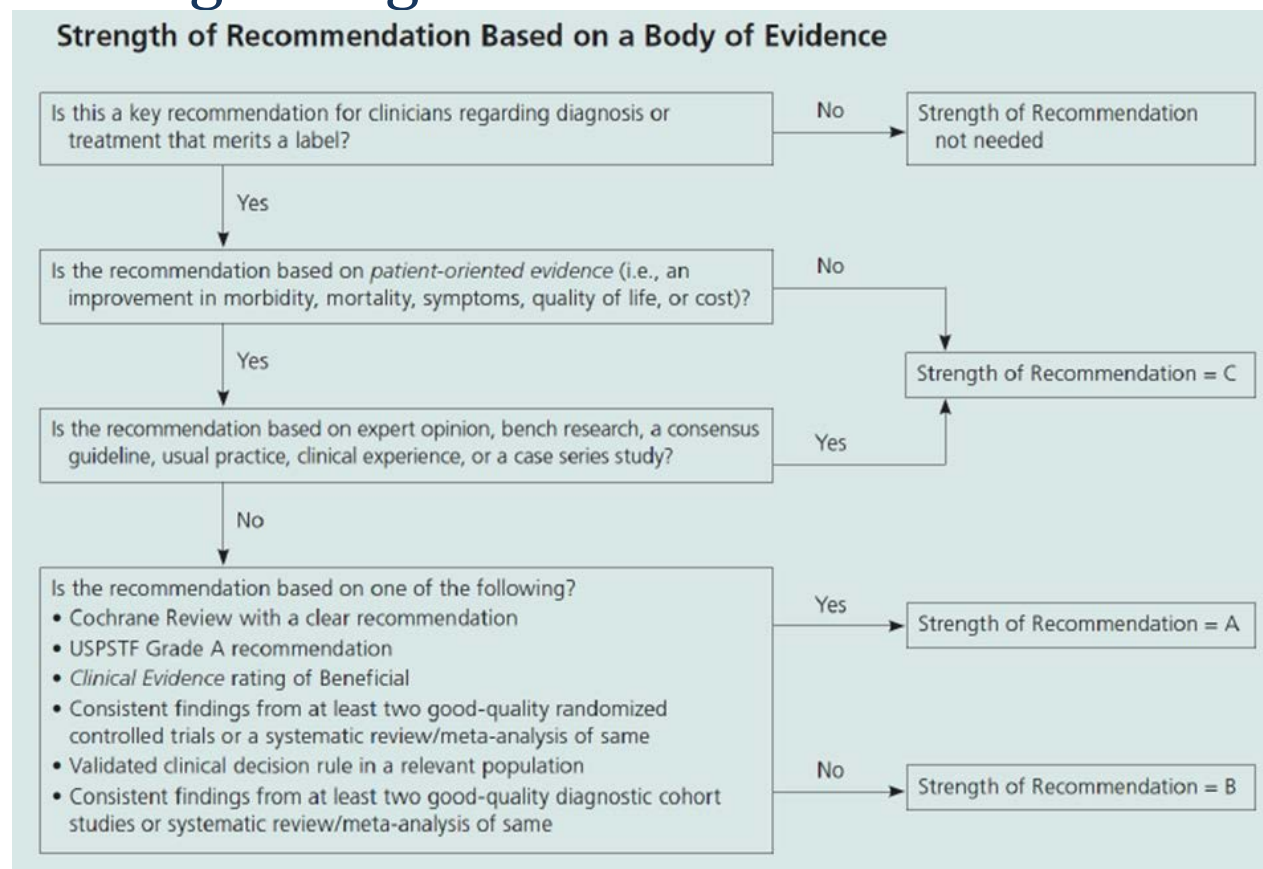 Strength of Recommendation Based on a Body of Evidence
Is this a key recommendation for clinicians regarding diagnosis or
treatment that merits a label?
No
Strength of Recommendation
not needed
Yes
Is the recommendation based on patient-oriented evidence (i.e., an
improvement in morbidity, mortality, symptoms, quality of life, or cost)?
No
Yes
Strength of Recommendation = C
Is the recommendation based on expert opinion, bench research, a consensus
guideline, usual practice, clinical experience, or a case series study?
Yes
No
Is the recommendation based on one of the following?
• Cochrane Review with a clear recommendation
• USPSTF Grade A recommendation
• Clinical Evidence rating of Beneficial
• Consistent findings from at least two good-quality randomized
controlled trials or a systematic review/meta-analysis of same
• Validated clinical decision rule in a relevant population
• Consistent findings from at least two good-quality diagnostic cohort
studies or systematic review/meta-analysis of same
Yes
Strength of Recommendation = A
No
Strength of Recommendation = B